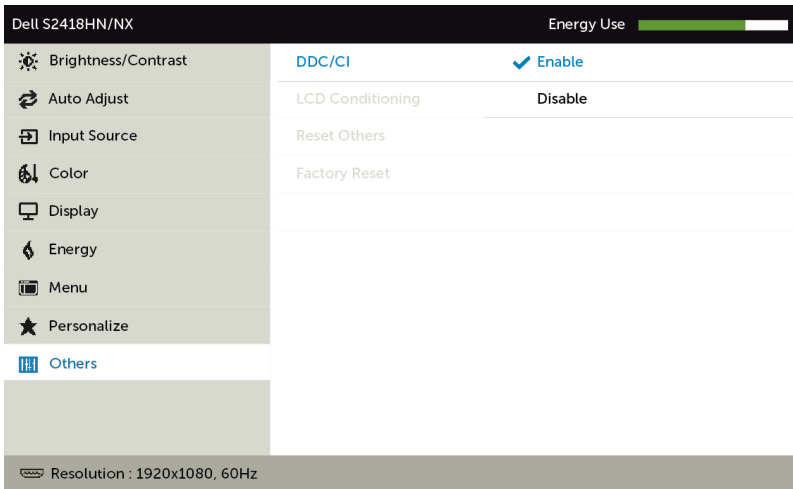 Dell S2418HN/NX Energy Use
Brightness/Contrast DDC/CI Enable
Auto Adjust LCD Conditioning Disable
Input Source Reset Others
Color Factory Reset
Display
Energy
Menu
Personalize
Others
Resolution : 1920x1080, 60Hz